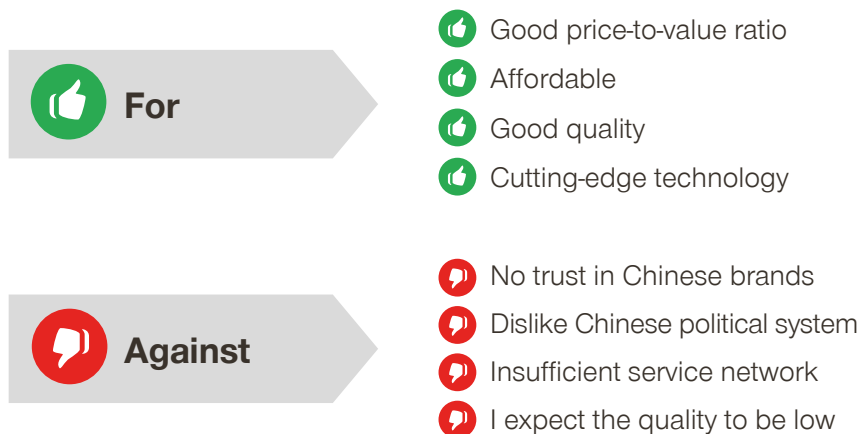 For
Good price-to-value ratio
Affordable
Good quality
Cutting-edge technology
Against
No trust in Chinese brands
Dislike Chinese political system
Insufficient service network
I expect the quality to be low